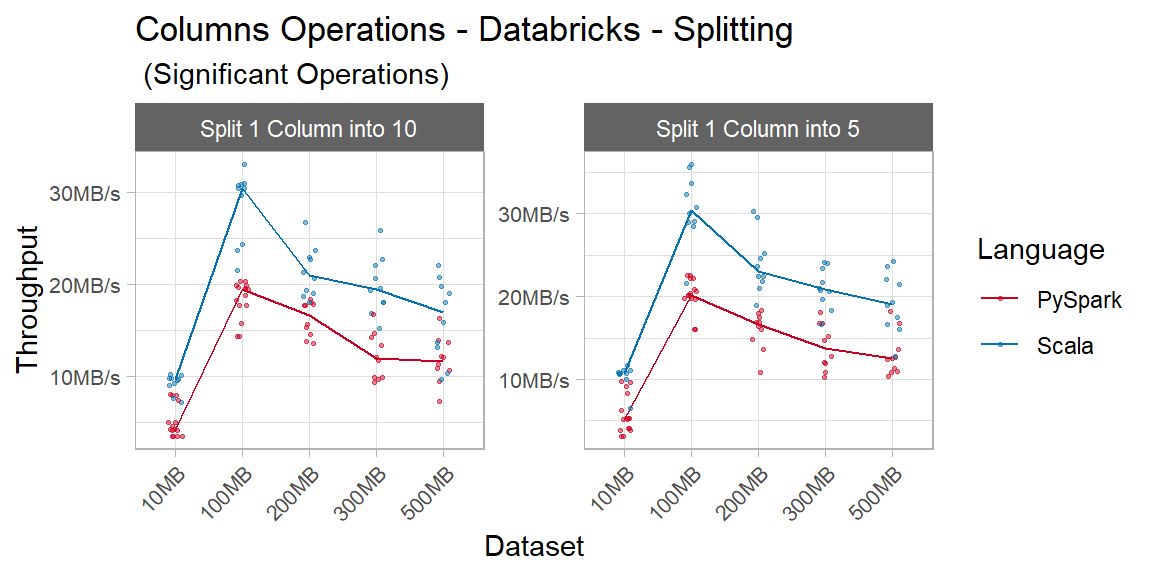 Columns Operations - Databricks - Splitting
(Significant Operations)
Split 1 Column into 10
Split 1 Column into 5
Throughput
30MB/s
20MB/s
10MB/s
30MB/s
20MB/s
10MB/s
10MB
100MB
200MB
300MB
500MB
10MB
100MB
200MB
300MB
500MB
Dataset
Language
PySpark
Scala